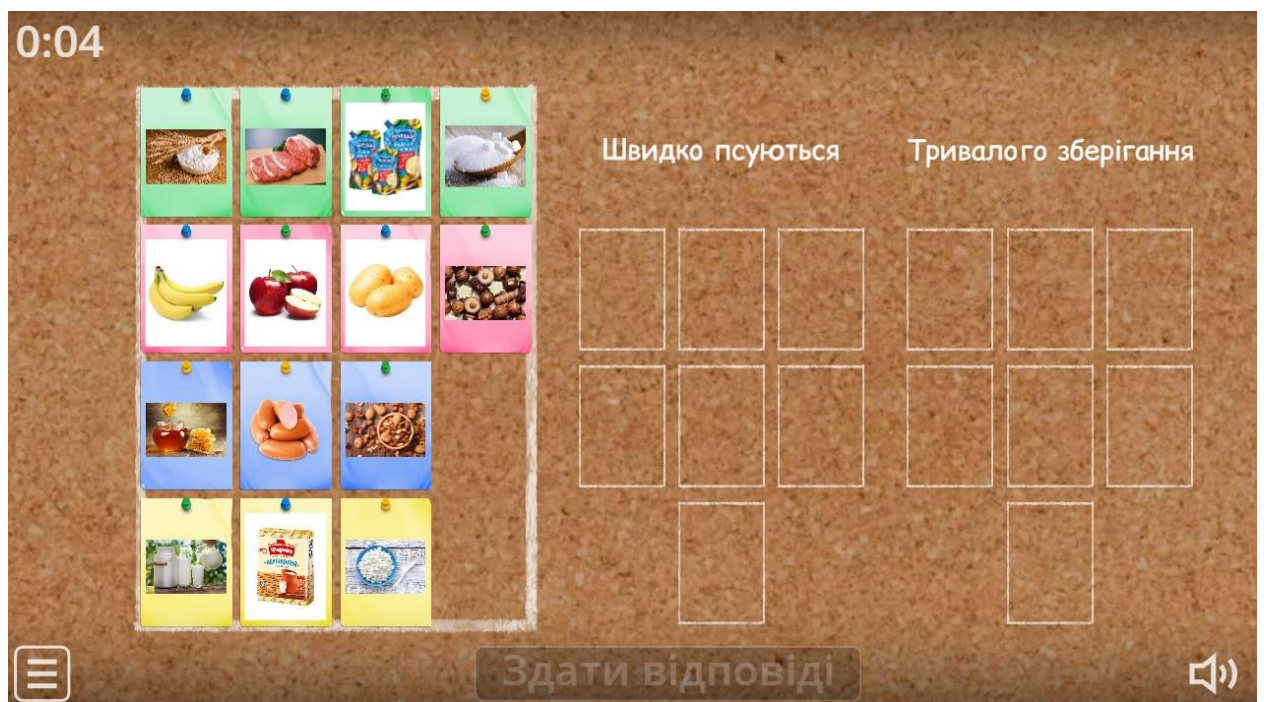 0:04
Швидко псуються
Тривалого зберігання
Здати відповіді